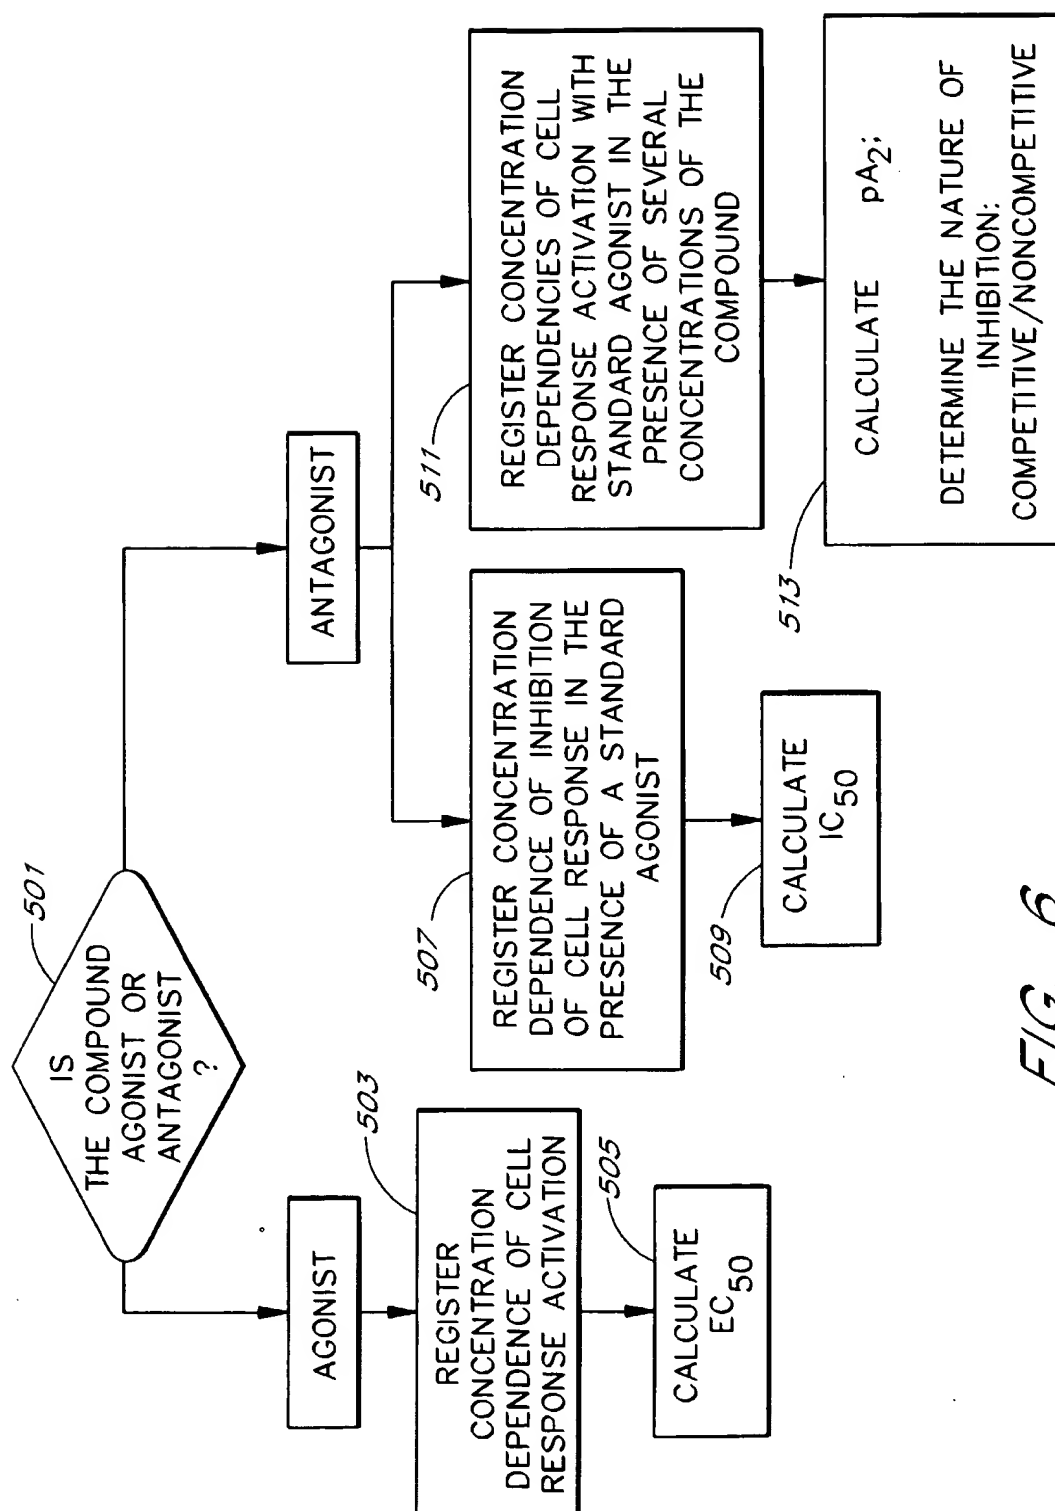 IS
THE COMPOUND
AGONIST OR
ANTAGONIST
?
501
AGONIST
REGISTER
CONCENTRATION
DEPENDENCE OF CELL
RESPONSE ACTIVATION
503
CALCULATE
EC50
505
ANTAGONIST
REGISTER CONCENTRATION
DEPENDENCE OF INHIBITION
OF CELL RESPONSE IN THE
PRESENCE OF A STANDARD
AGONIST
507
CALCULATE
IC50
509
REGISTER CONCENTRATION
DEPENDENCIES OF CELL
RESPONSE ACTIVATION WITH
STANDARD AGONIST IN THE
PRESENCE OF SEVERAL
CONCENTRATIONS OF THE
COMPOUND
511
CALCULATE pA2;
DETERMINE THE NATURE OF
INHIBITION:
COMPETITIVE/NONCOMPETITIVE
513
FIG. 6